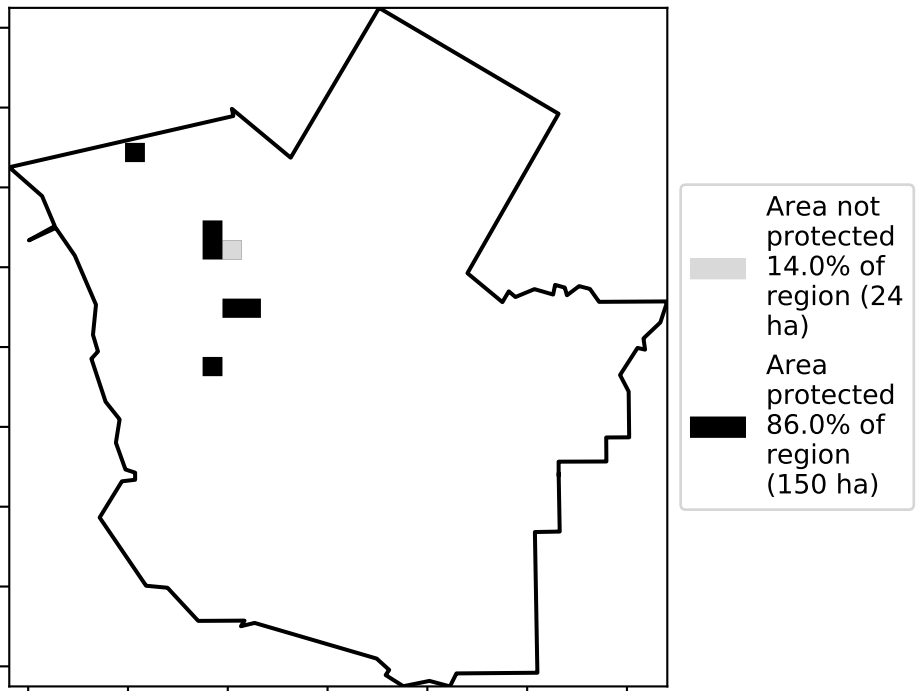 Area not
protected
14.0% of
region (24
ha)
Area
protected
86.0% of
region
(150 ha)